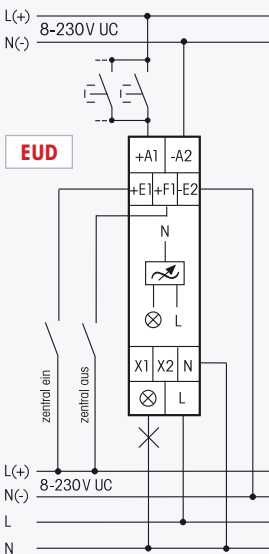 L(+)
8-230V UC
N(-)
EUD
+A1 -A2
+E1 +F1 -E2
N
L
zentral ein
zentral aus
X1 X2 N
L
L(+)
8-230V UC
N(-)
L
N